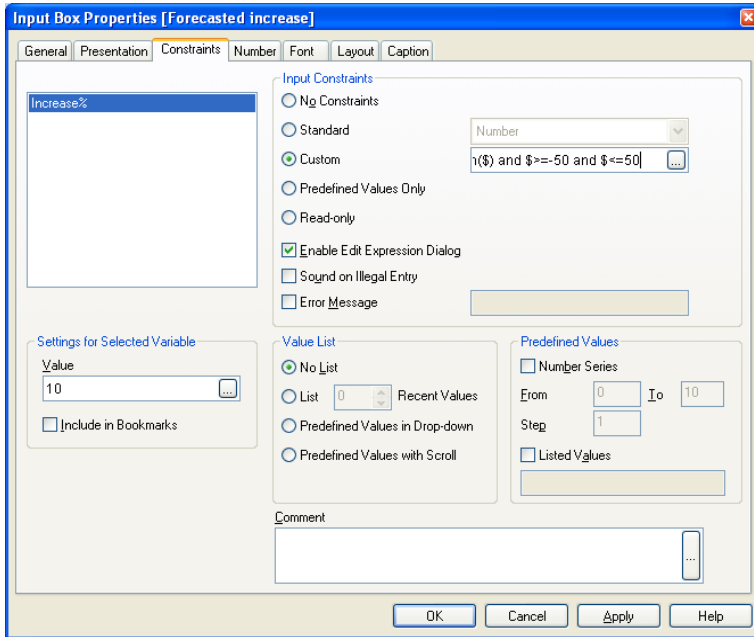 Input Box Properties [Forecasted increase]
General Presentation Constraints Number Font Layout Caption
Increase%
Input Constraints
No Constraints
Standard Number
Custom ($) and $>=-50 and $<=50 ...
Predefined Values Only
Read-only
Enable Edit Expression Dialog
Sound on Illegal Entry
Error Message
Settings for Selected Variable
Value
10 ...
Include in Bookmarks
Value List
No List
List 0 Recent Values
Predefined Values in Drop-down
Predefined Values with Scroll
Predefined Values
Number Series
From 0 To 10
Step 1
Listed Values
Comment
...
OK Cancel Apply Help